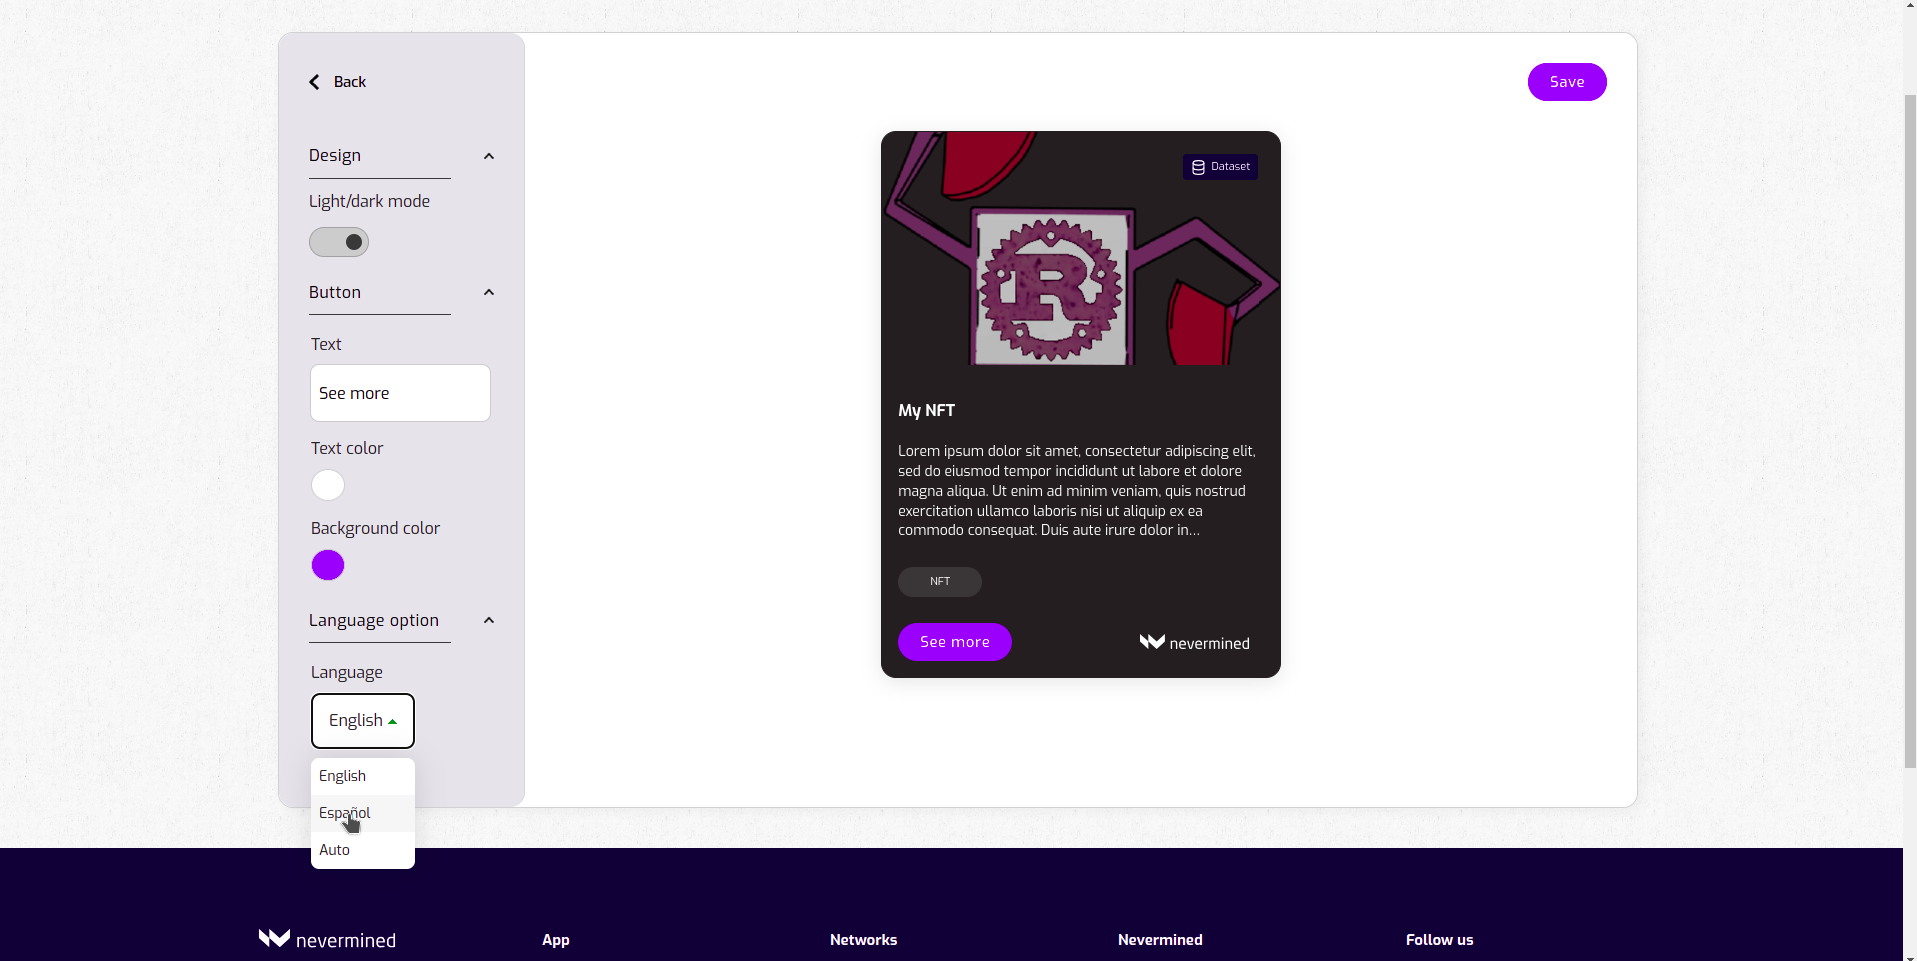 Back
Save
Design
Light/dark mode
Button
Text
See more
Text color
Background color
Language option
Language
English
English
Español
Auto
Dataset
R
My NFT
Lorem ipsum dolor sit amet, consectetur adipiscing elit,
sed do eiusmod tempor incididunt ut labore et dolore
magna aliqua. Ut enim ad minim veniam, quis nostrud
exercitation ullamco laboris nisi ut aliquip ex ea
commodo consequat. Duis aute irure dolor in...
NFT
See more
nevermined
nevermined
App
Networks
Nevermined
Follow us